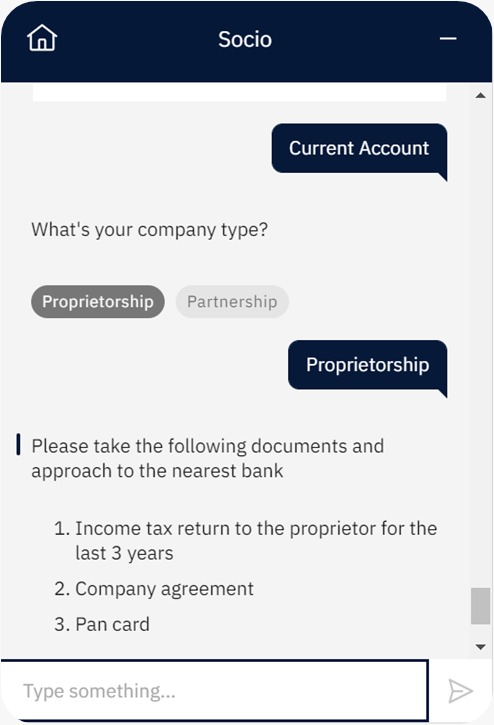 Socio
Current Account
What's your company type?
Proprietorship Partnership
Proprietorship
Please take the following documents and
approach to the nearest bank
1. Income tax return to the proprietor for the
last 3 years
2. Company agreement
3. Pan card
Type something...